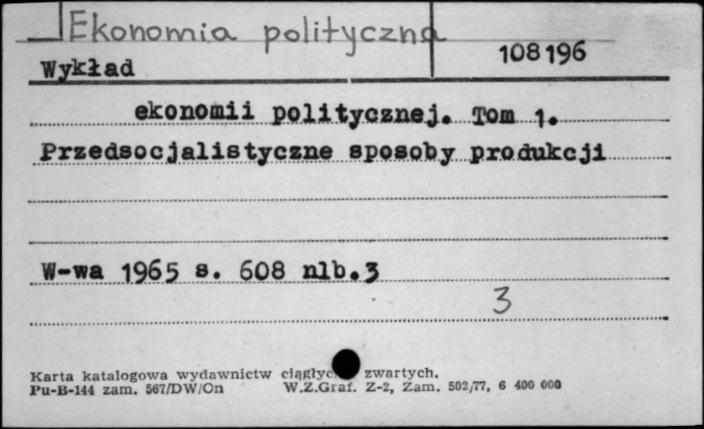 Ekonomia polityczna
108196
Wykład
ekonomii politycznej. Tom 1.
Przedsocjalistyczne sposoby produkcji
W-wa 1965 s. 608 nlb.3
3
Karta katalogowa wydawnictw zwartych.
Pu-B-144 zam. 567/DW/On W.Z.Graf. Z-2, Zam. 502/77, 6 400 000